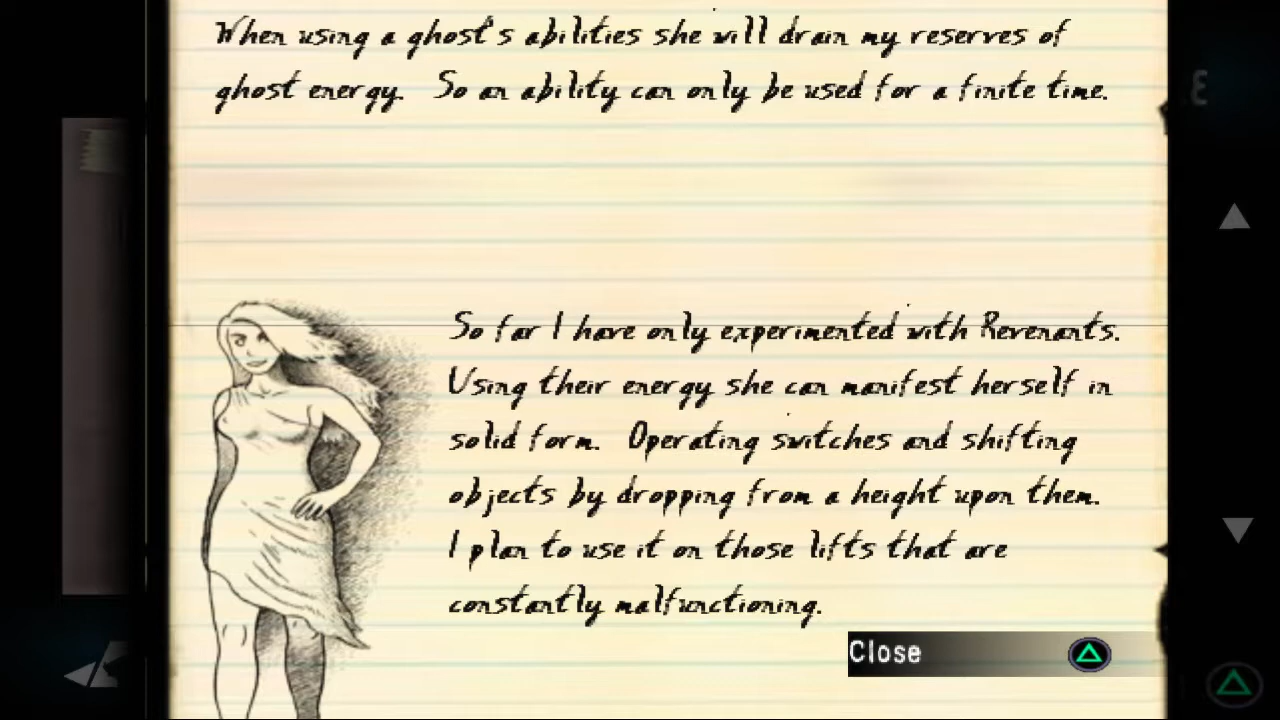 When using a ghost's abilities she will drain my reserves of
ghost energy. So an ability can only be used for a finite time.
So far I have only experimented with Revenants.
Using their energy she can manifest herself in
solid form. Operating switches and shifting
objects by dropping from a height upon them.
I plan to use it on those lifts that are
constantly malfunctioning.
Close